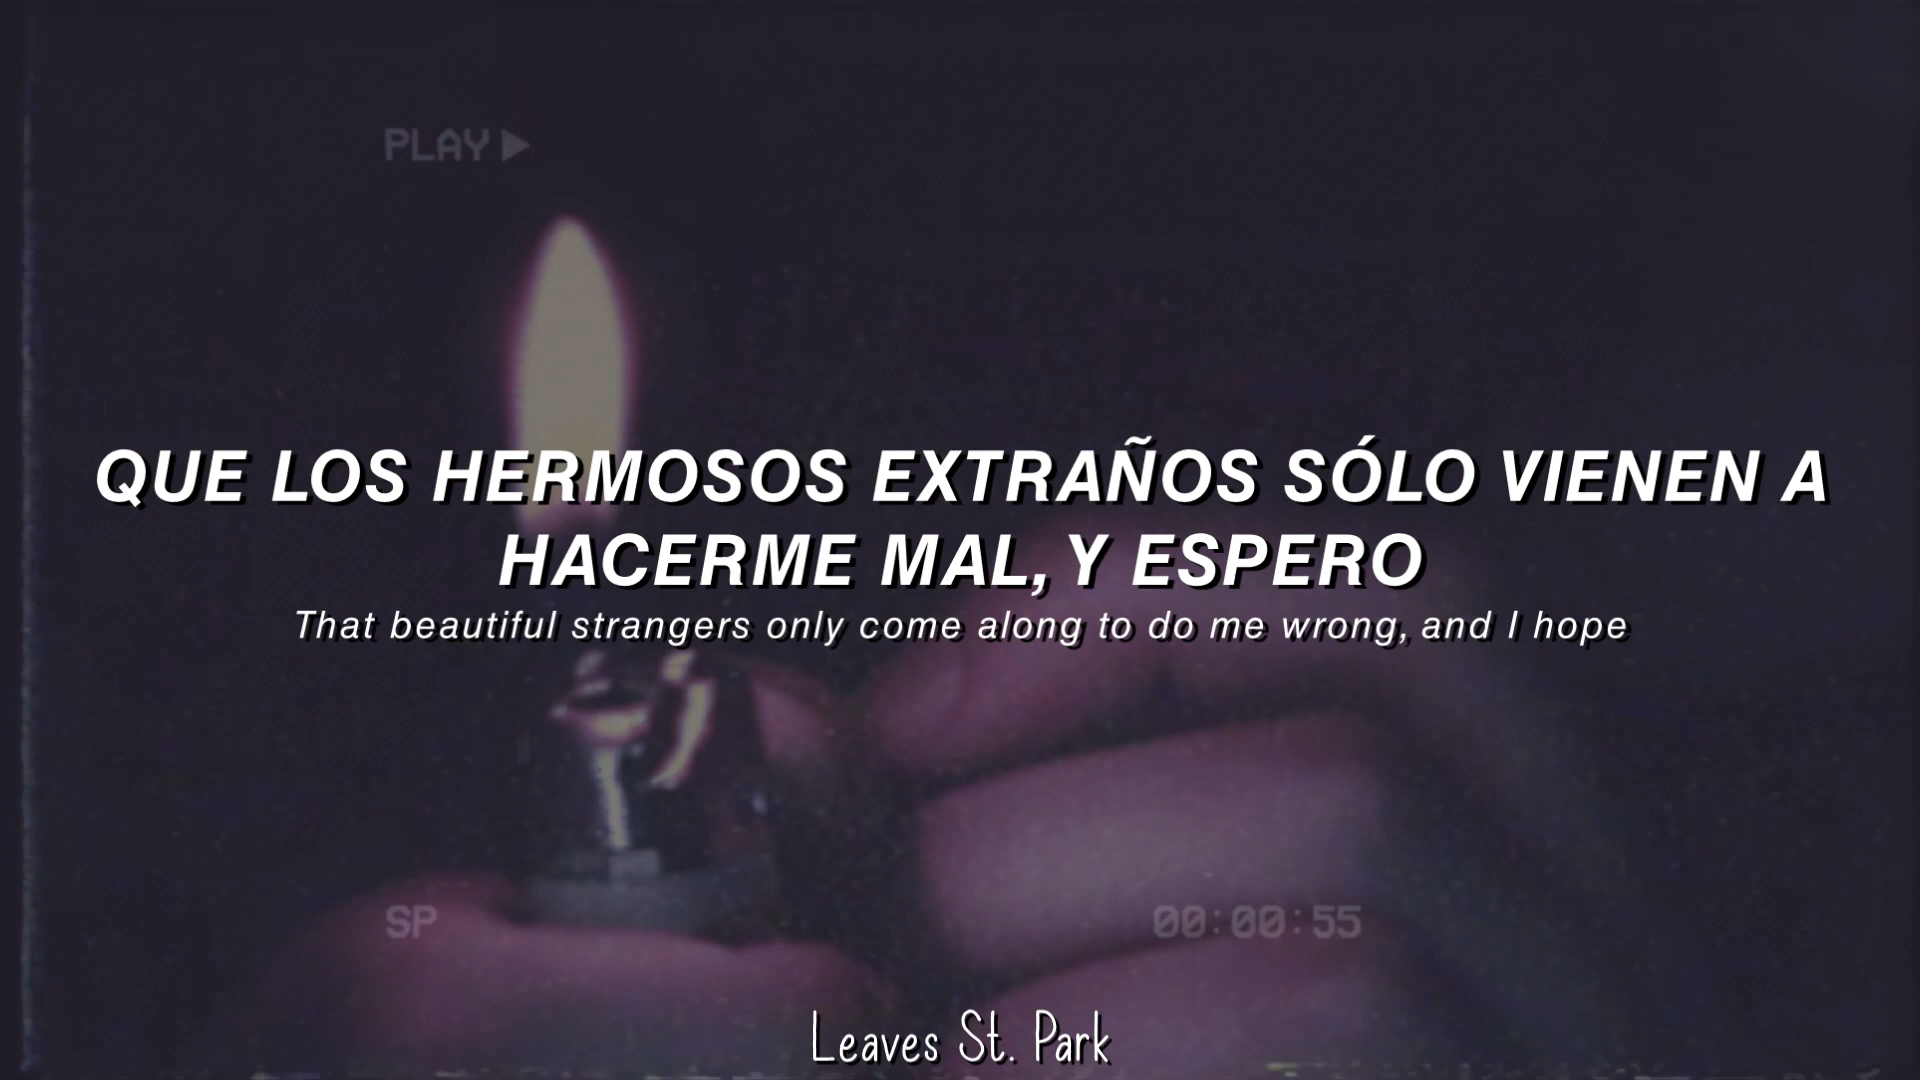 PLAY
QUE LOS HERMOSOS EXTRAÑOS SÓLO VIENEN A
HACERME MAL, Y ESPERO
That beautiful strangers only come along to do me wrong, and I hope
SP
00:00:55
Leaves St. Park